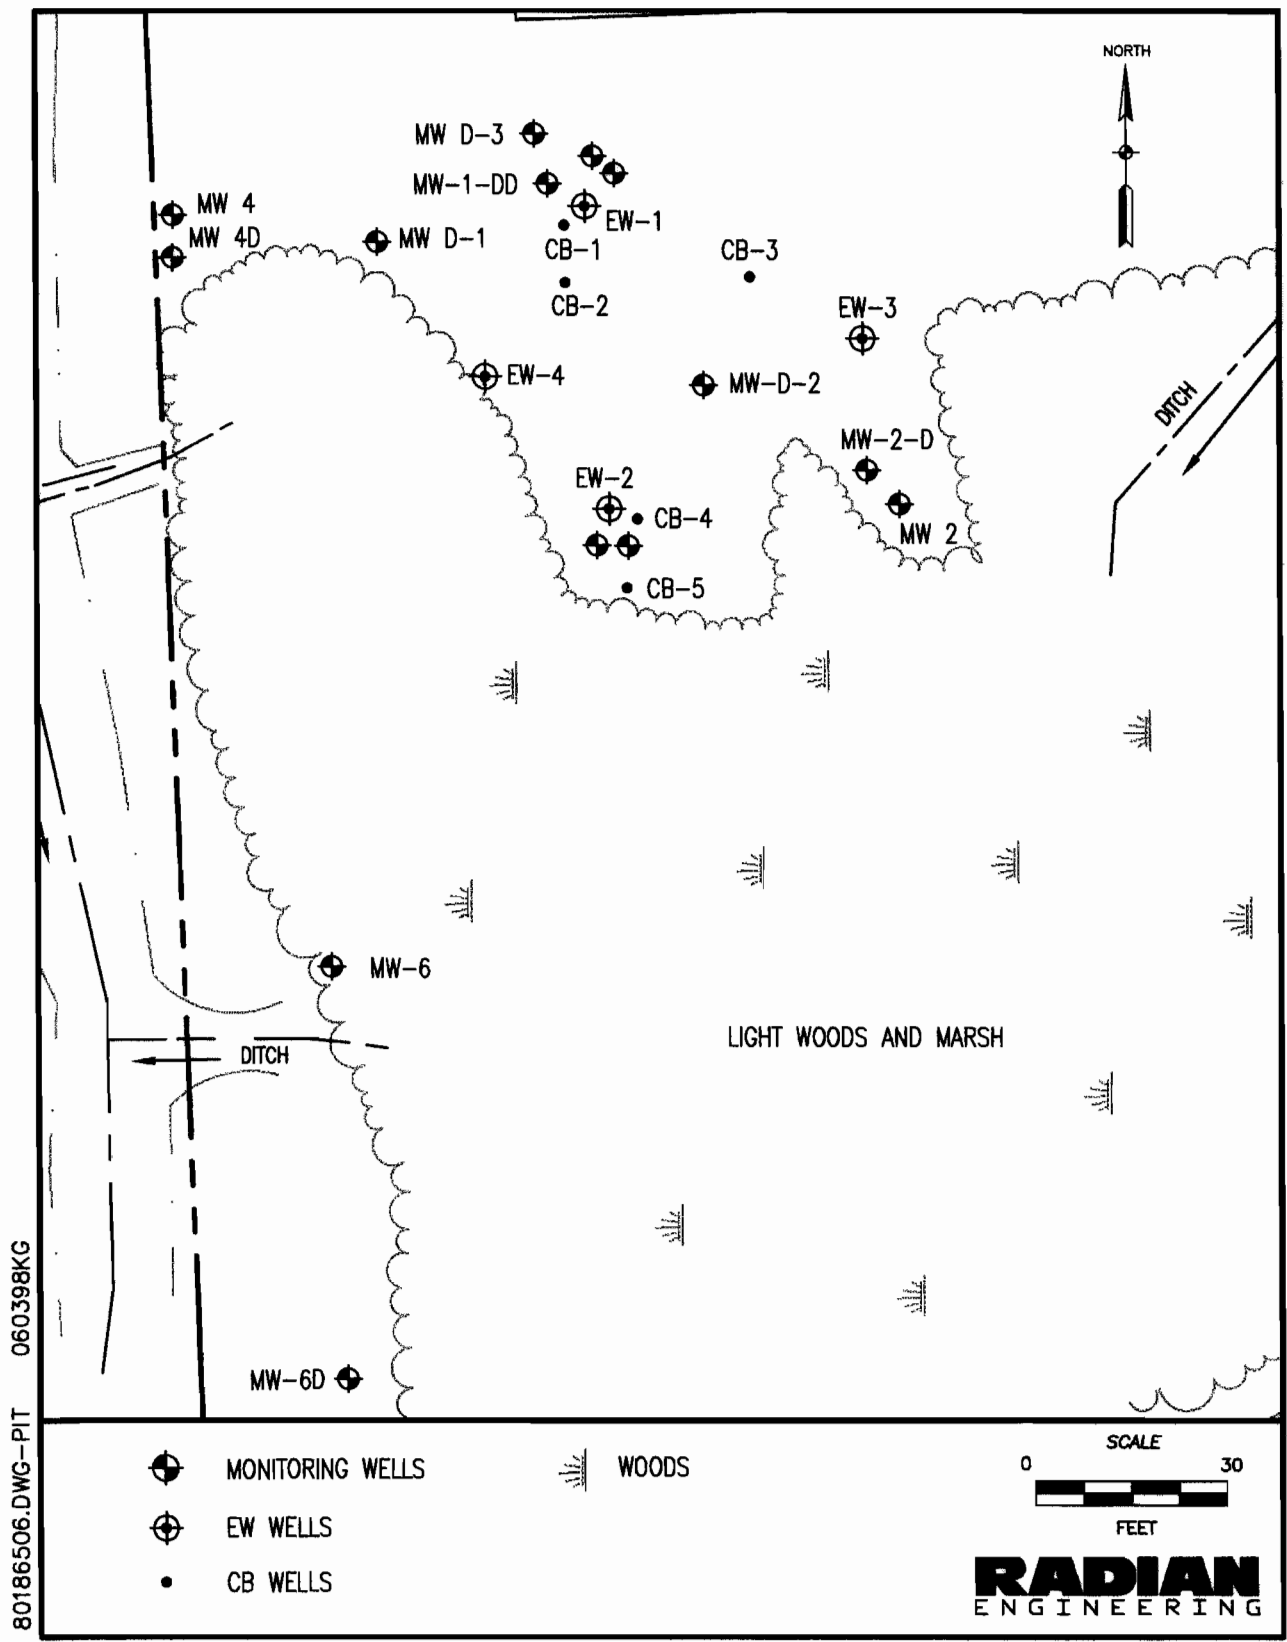 NORTH
MW D-3
MW-1-DD
EW-1
MW 4
MW 4D
MW D-1
CB-1
CB-3
CB-2
EW-3
EW-4
MW-D-2
DITCH
MW-2-D
EW-2
CB-4
MW 2
CB-5
MW-6
LIGHT WOODS AND MARSH
DITCH
MW-6D
MONITORING WELLS
WOODS
EW WELLS
CB WELLS
SCALE
0 30
FEET
RADIAN
ENGINEERING
80186506.DWG-PIT 060398KG